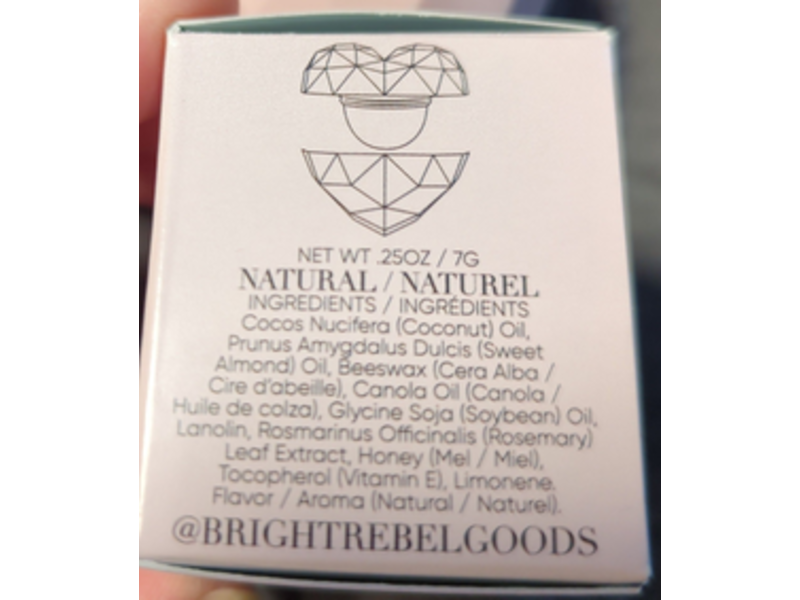 NET WT .25OZ / 7G
NATURAL / NATUREL
INGREDIENTS / INGRÉDIENTS
Cocos Nucifera (Coconut) Oil,
Prunus Amygdalus Dulcis (Sweet
Almond) Oil, Beeswax (Cera Alba /
Cire d'abeille), Canola Oil (Canola /
Huile de colza), Glycine Soja (Soybean) Oil,
Lanolin, Rosmarinus Officinalis (Rosemary)
Leaf Extract, Honey (Mel / Miel),
Tocopherol (Vitamin E), Limonene.
Flavor / Aroma (Natural / Naturel).
@BRIGHTREBELGOODS